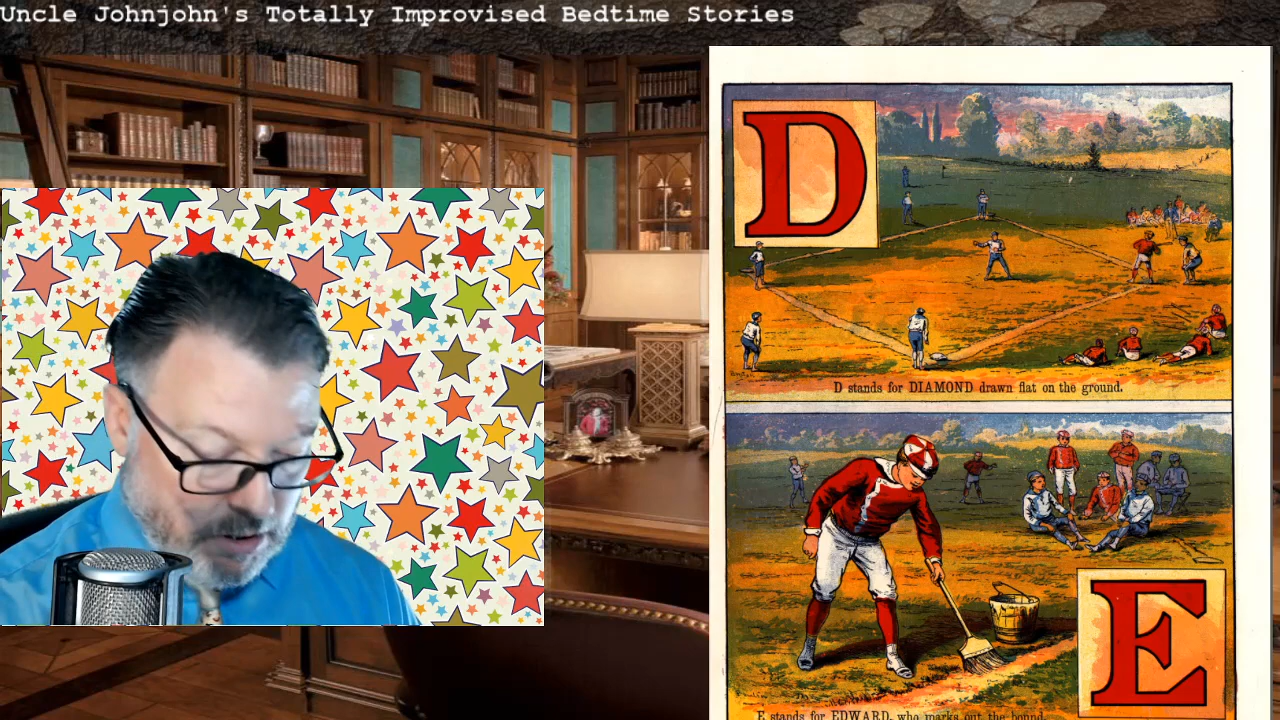 Uncle Johnjohn's Totally Improvised Bedtime Stories
D
D stands for DIAMOND drawn flat on the ground.
E
E stands for EDWARD, who marks out the bound.